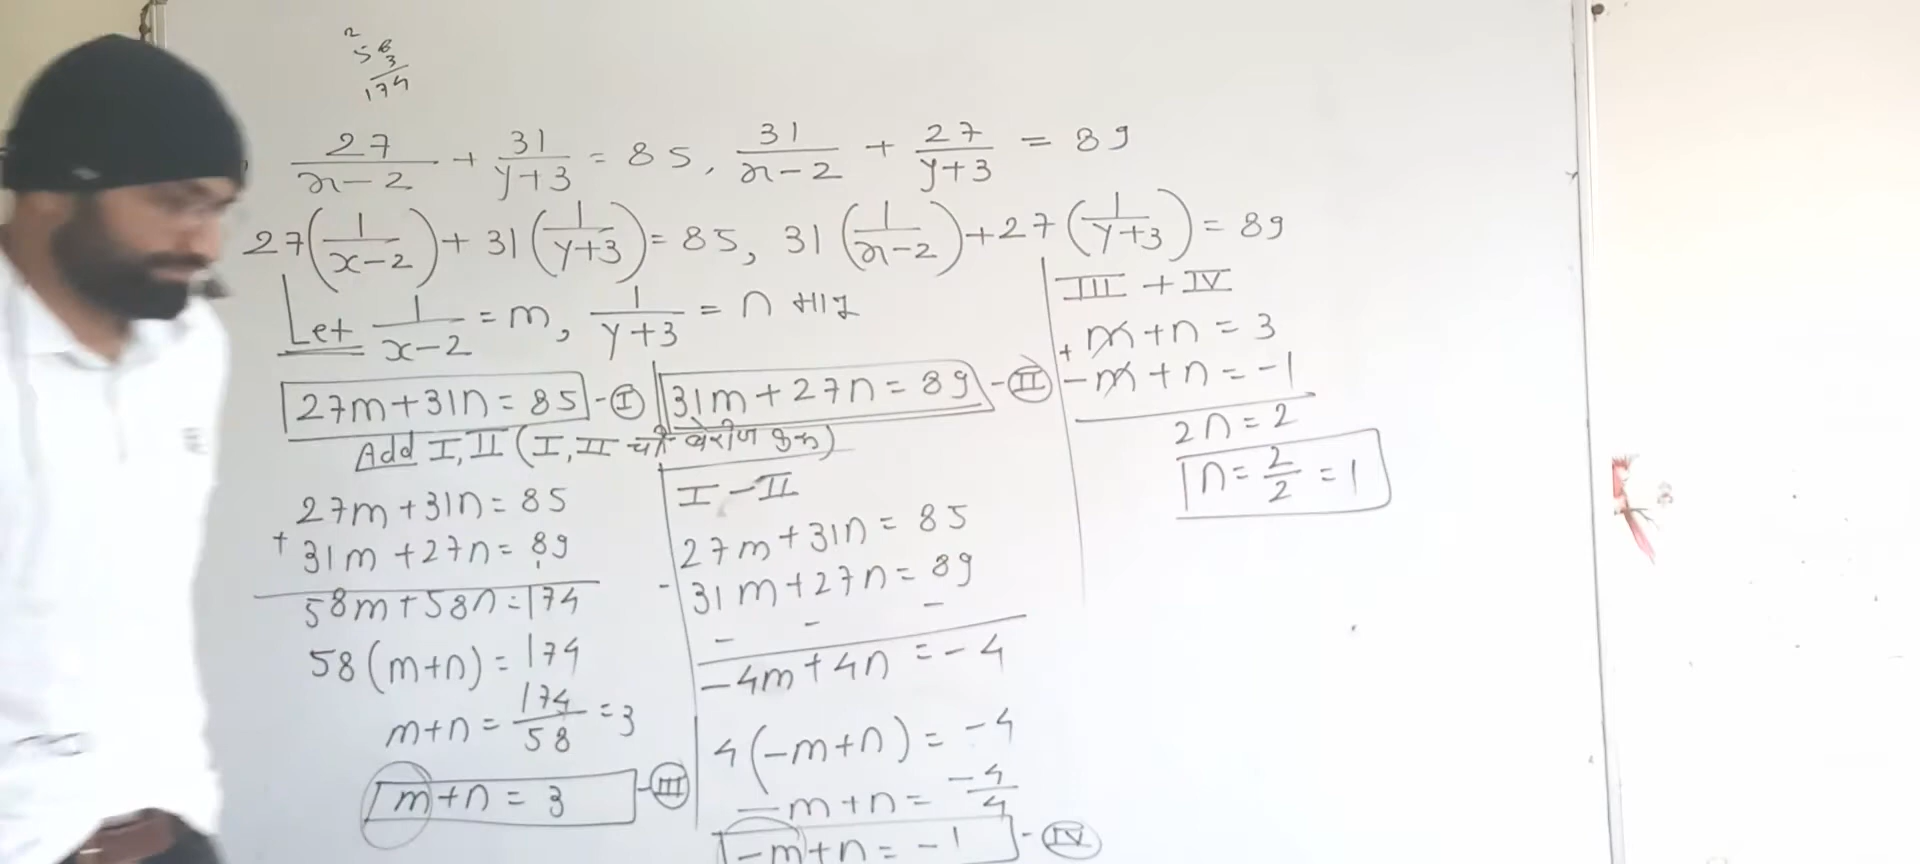 2
58
3
174
27/(x-2) + 31/(y+3) = 85, 31/(x-2) + 27/(y+3) = 89
27(1/(x-2)) + 31(1/(y+3)) = 85, 31(1/(x-2)) + 27(1/(y+3)) = 89
Let 1/(x-2) = m, 1/(y+3) = n मानू
27m+31n = 85 - I 31m+27n = 89 - II
Add I, II (I, II ची बेरीज करू)
27m+31n = 85
+ 31m+27n = 89
58m+58n = 174
58(m+n) = 174
m+n = 174/58 = 3
m+n = 3 - III
I - II
27m+31n = 85
- 31m+27n = 89
- - -
-4m+4n = -4
4(-m+n) = -4
-m+n = -4/4
-m+n = -1 - IV
III + IV
m+n = 3
+ -m+n = -1
2n = 2
n = 2/2 = 1